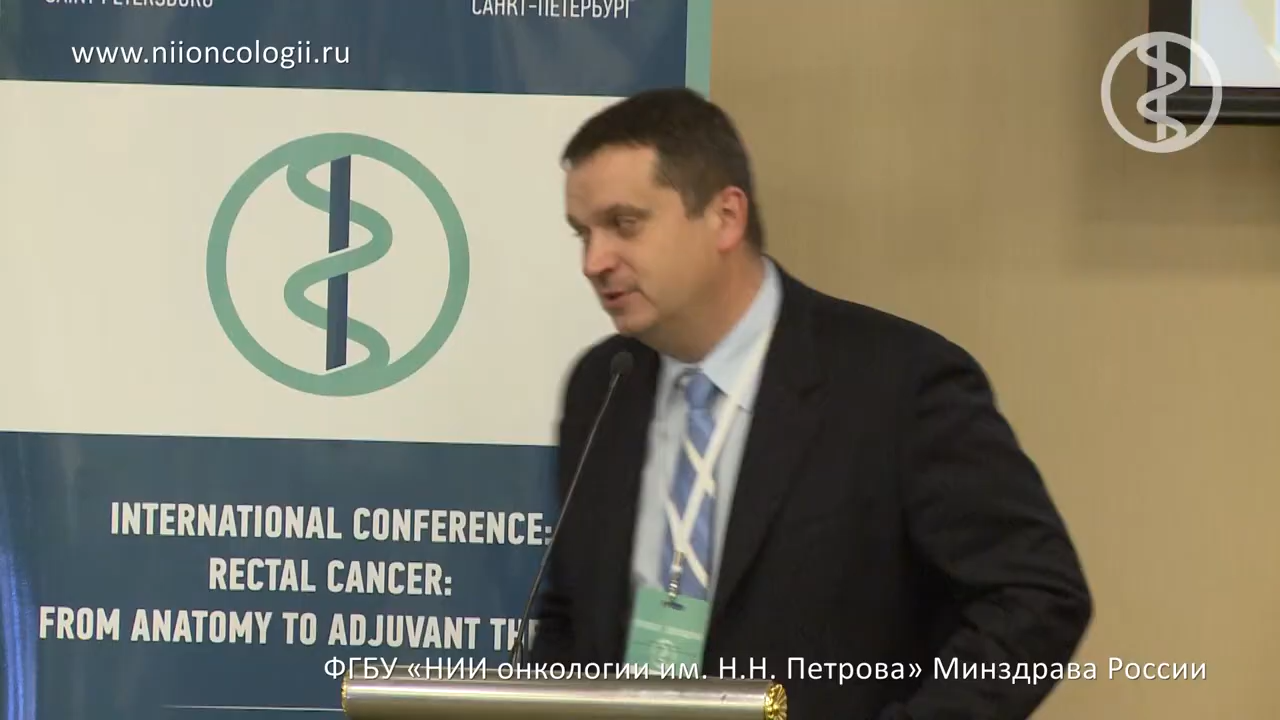 SAINT PETERSBURG
САНКТ-ПЕТЕРБУРГ
www.niioncologii.ru
INTERNATIONAL CONFERENCE:
RECTAL CANCER:
FROM ANATOMY TO ADJUVANT
ФГБУ «НИИ онкологии им. Н.Н. Петрова» Минздрава России